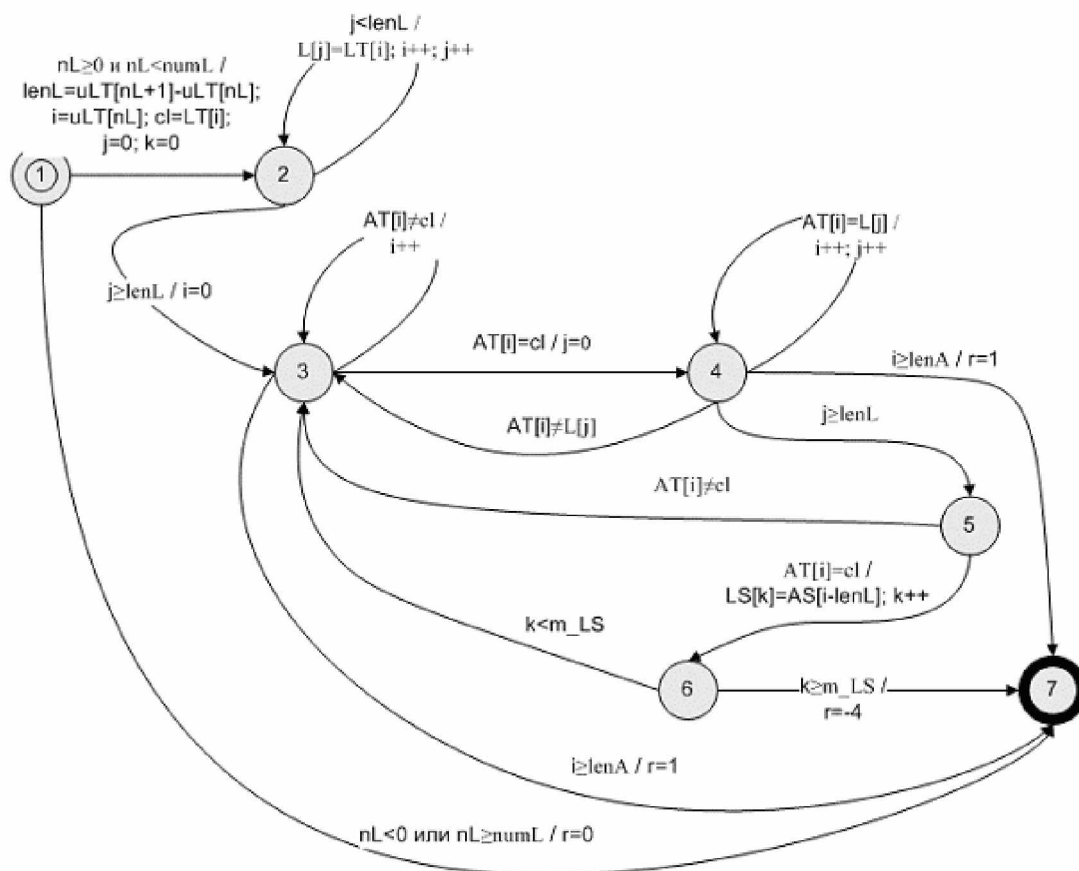 j<lenL /
L[j]=LT[i]; i++; j++
nL≥0 и nL<numL /
lenL=uLT[nL+1]-uLT[nL];
i=uLT[nL]; cl=LT[i];
j=0; k=0
1
2
AT[i]≠cl /
i++
AT[i]=L[j] /
i++; j++
j≥lenL / i=0
AT[i]=cl / j=0
3
4
i≥lenA / r=1
AT[i]≠L[j]
j≥lenL
AT[i]≠cl
5
AT[i]=cl /
LS[k]=AS[i-lenL]; k++
k<m_LS
6
k≥m_LS /
r=-4
7
i≥lenA / r=1
nL<0 или nL≥numL / r=0